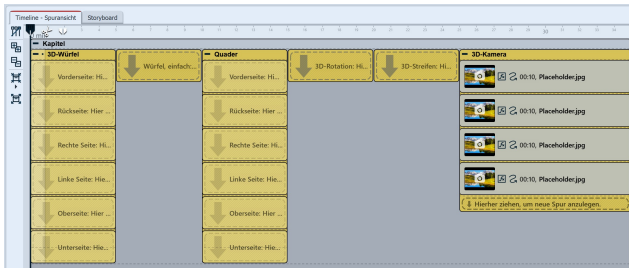 Timeline - Spuransicht Storyboard
0 min
Kapitel
3D-Würfel
Würfel, einfach:...
Quader
3D-Rotation: Hi...
3D-Streifen: Hi...
3D-Kamera
Vorderseite: Hi...
Vorderseite: Hi...
00:10, Placeholder.jpg
Rückseite: Hier ...
Rückseite: Hier ...
00:10, Placeholder.jpg
Rechte Seite: Hi...
Rechte Seite: Hi...
00:10, Placeholder.jpg
Linke Seite: Hie...
Linke Seite: Hie...
00:10, Placeholder.jpg
Hierher ziehen, um neue Spur anzulegen.
Oberseite: Hier ...
Oberseite: Hier ...
Unterseite: Hie...
Unterseite: Hie...